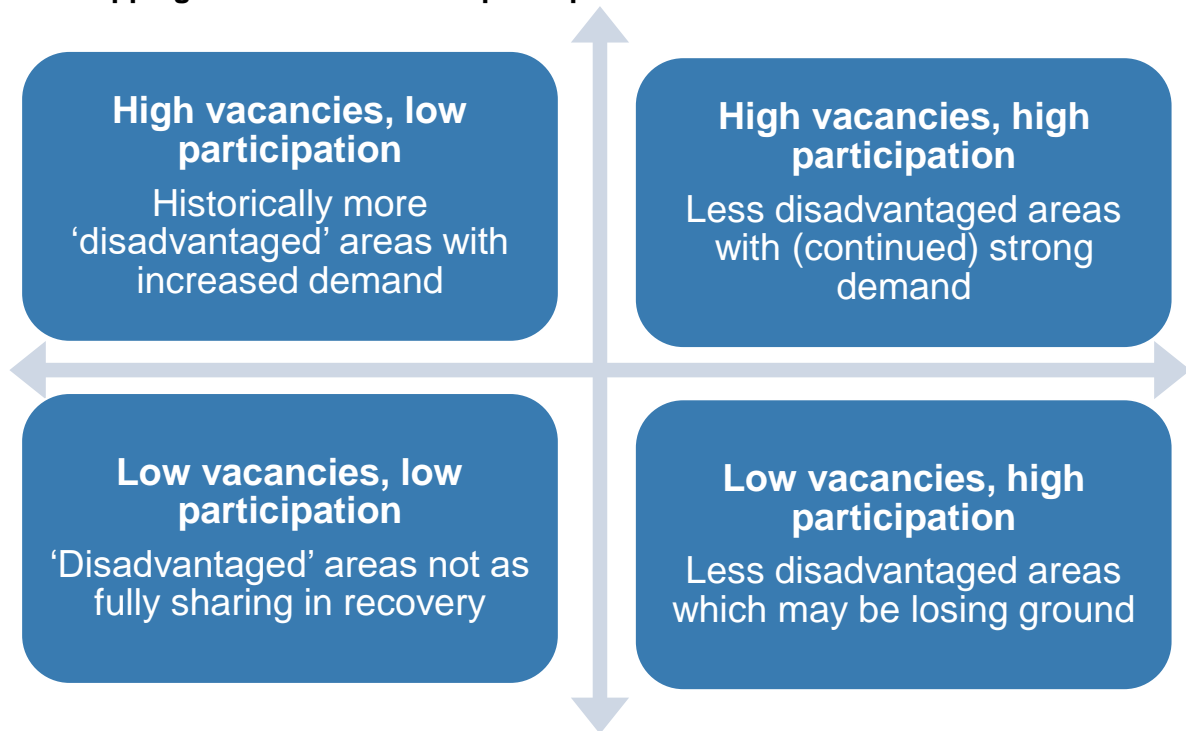 High vacancies, low
participation
Historically more
‘disadvantaged’ areas with
increased demand
High vacancies, high
participation
Less disadvantaged areas
with (continued) strong
demand
Low vacancies, low
participation
‘Disadvantaged’ areas not as
fully sharing in recovery
Low vacancies, high
participation
Less disadvantaged areas
which may be losing ground